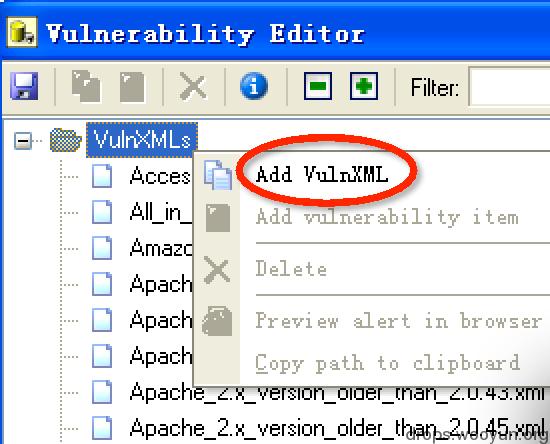 Vulnerability Editor
Filter:
VulnXMLs
Add VulnXML
Acces
All_in_
Add vulnerability item
Amazo
Delete
Apach
Apach
Preview alert in browser
Apach
Copy path to clipboard
Apache_2.x_version_older_than_2.0.43.xml
Apache_2.x_version_older_than_2.0.45.xml
drops.wooyun.org